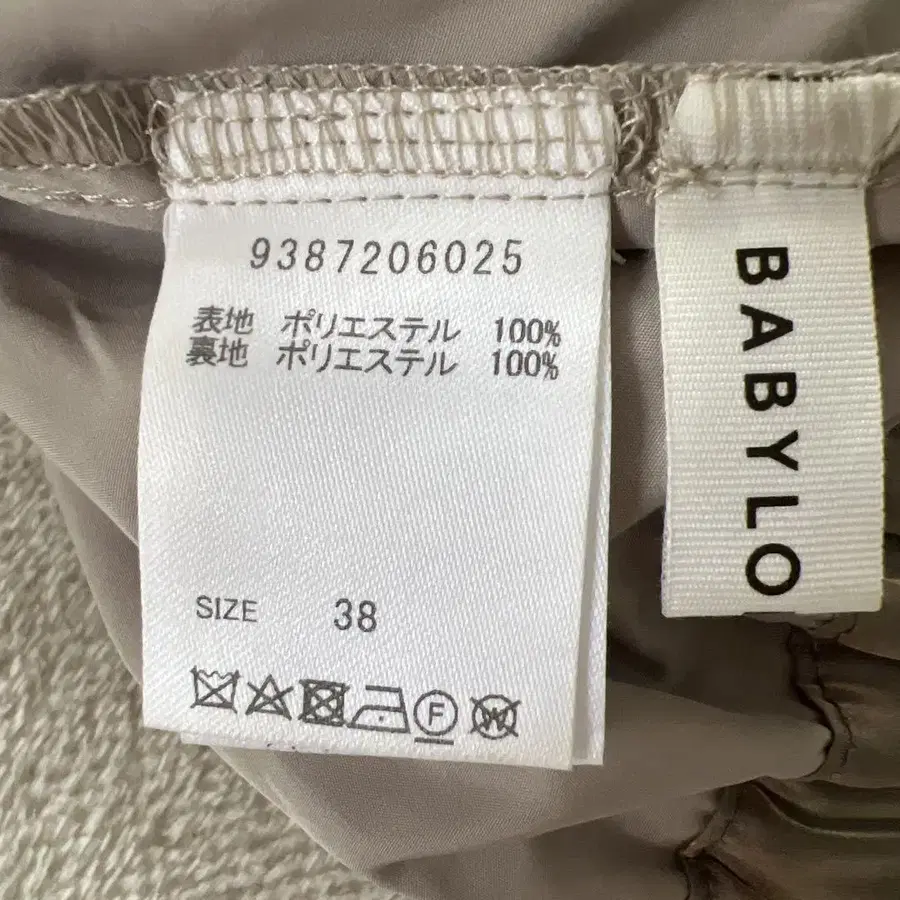 9387206025
表地 ポリエステル 100%
裏地 ポリエステル 100%
SIZE 38
F
W
BABYLO